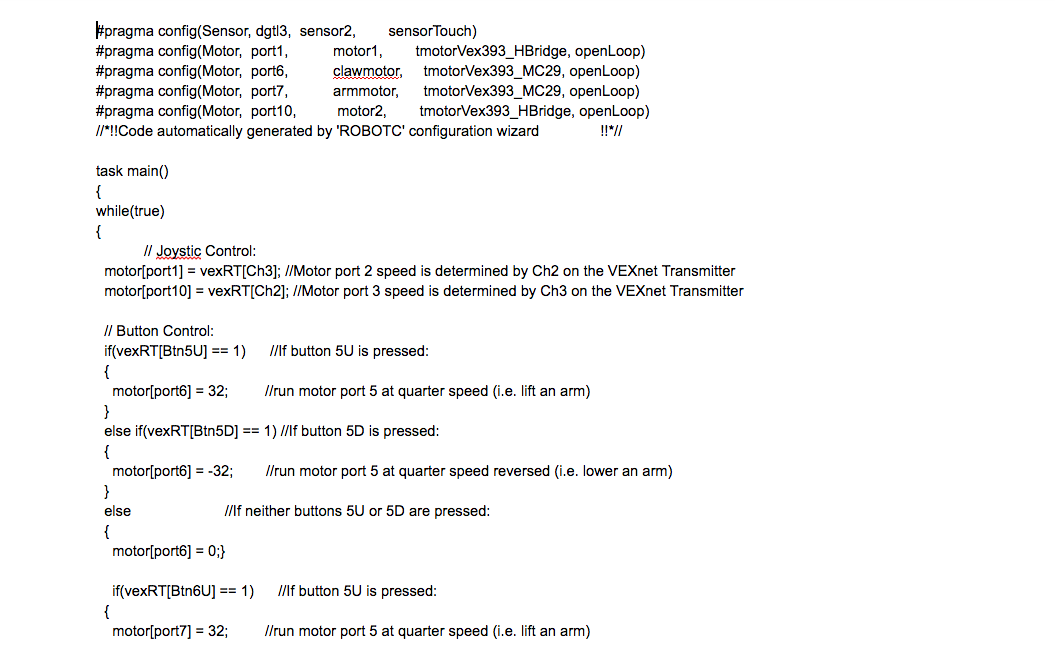 #pragma config(Sensor, dgtl3, sensor2, sensorTouch)
#pragma config(Motor, port1, motor1, tmotorVex393_HBridge, openLoop)
#pragma config(Motor, port6, clawmotor, tmotorVex393_MC29, openLoop)
#pragma config(Motor, port7, armmotor, tmotorVex393_MC29, openLoop)
#pragma config(Motor, port10, motor2, tmotorVex393_HBridge, openLoop)
//*!!Code automatically generated by 'ROBOTC' configuration wizard !!*//
task main()
{
while(true)
{
// Joystic Control:
motor[port1] = vexRT[Ch3]; //Motor port 2 speed is determined by Ch2 on the VEXnet Transmitter
motor[port10] = vexRT[Ch2]; //Motor port 3 speed is determined by Ch3 on the VEXnet Transmitter
// Button Control:
if(vexRT[Btn5U] == 1) //If button 5U is pressed:
{
motor[port6] = 32; //run motor port 5 at quarter speed (i.e. lift an arm)
}
else if(vexRT[Btn5D] == 1) //If button 5D is pressed:
{
motor[port6] = -32; //run motor port 5 at quarter speed reversed (i.e. lower an arm)
}
else //If neither buttons 5U or 5D are pressed:
{
motor[port6] = 0;}
if(vexRT[Btn6U] == 1) //If button 5U is pressed:
{
motor[port7] = 32; //run motor port 5 at quarter speed (i.e. lift an arm)